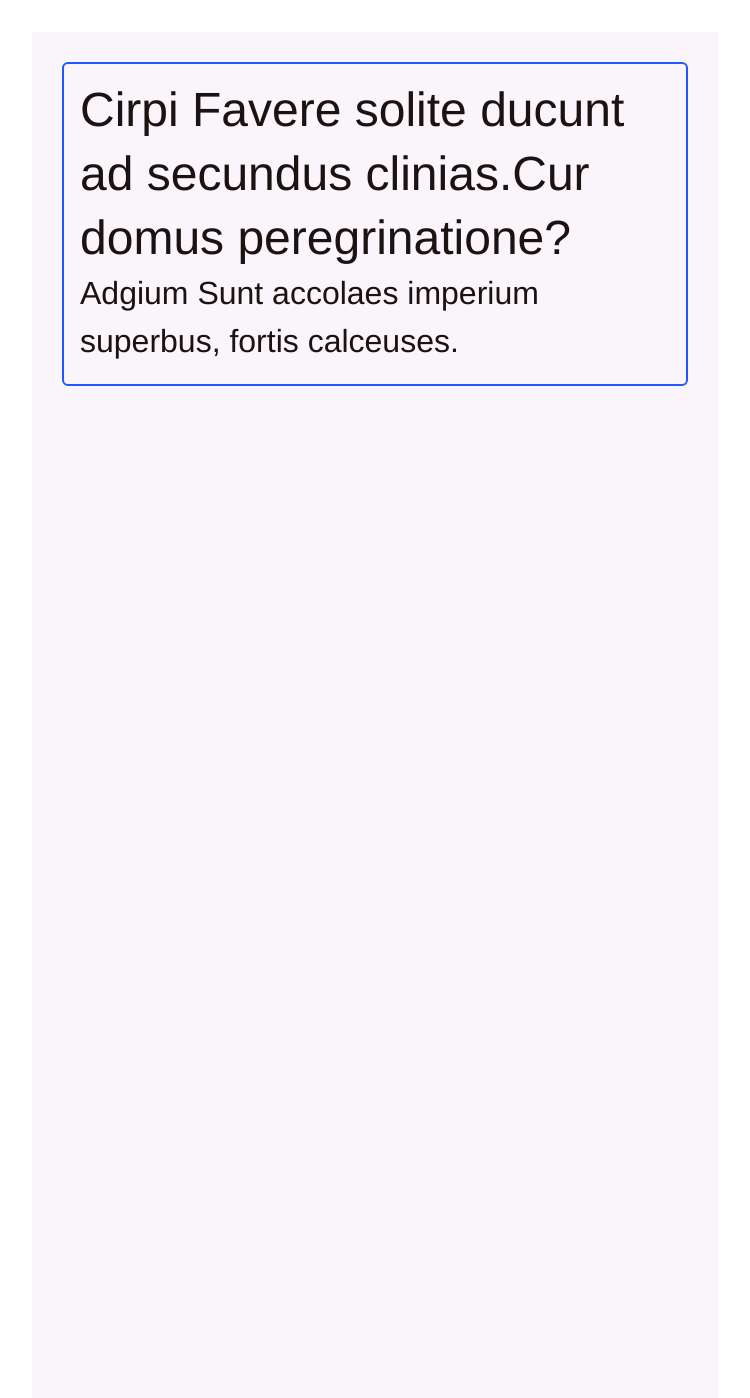 Cirpi Favere solite ducunt
ad secundus clinias.Cur
domus peregrinatione?
Adgium Sunt accolaes imperium
superbus, fortis calceuses.